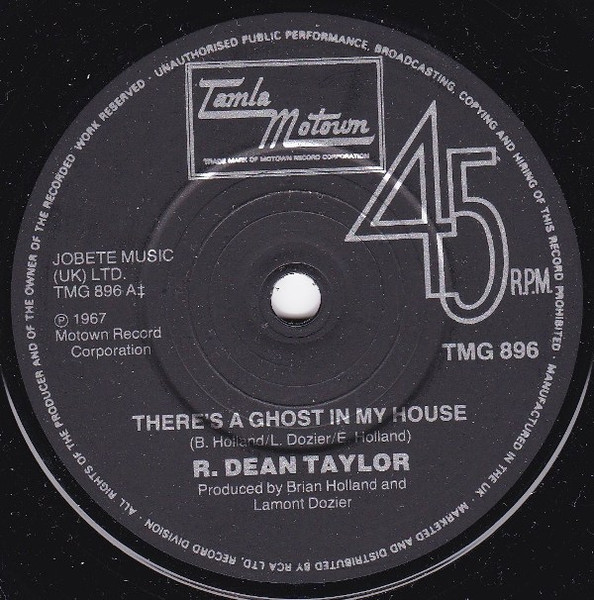 Tamla
Motown
TRADE MARK OF MOTOWN RECORD CORPORATION
45
R.P.M.
JOBETE MUSIC
(UK) LTD.
TMG 896 A‡
℗ 1967
Motown Record
Corporation
TMG 896
THERE'S A GHOST IN MY HOUSE
(B. Holland/L. Dozier/E. Holland)
R. DEAN TAYLOR
Produced by Brian Holland and
Lamont Dozier
ALL RIGHTS OF THE PRODUCER AND OF THE OWNER OF THE RECORDED WORK RESERVED · UNAUTHORISED PUBLIC PERFORMANCE, BROADCASTING, COPYING AND HIRING OF THIS RECORD PROHIBITED · MANUFACTURED IN THE UK · MARKETED AND DISTRIBUTED BY RCA LTD. RECORD DIVISION